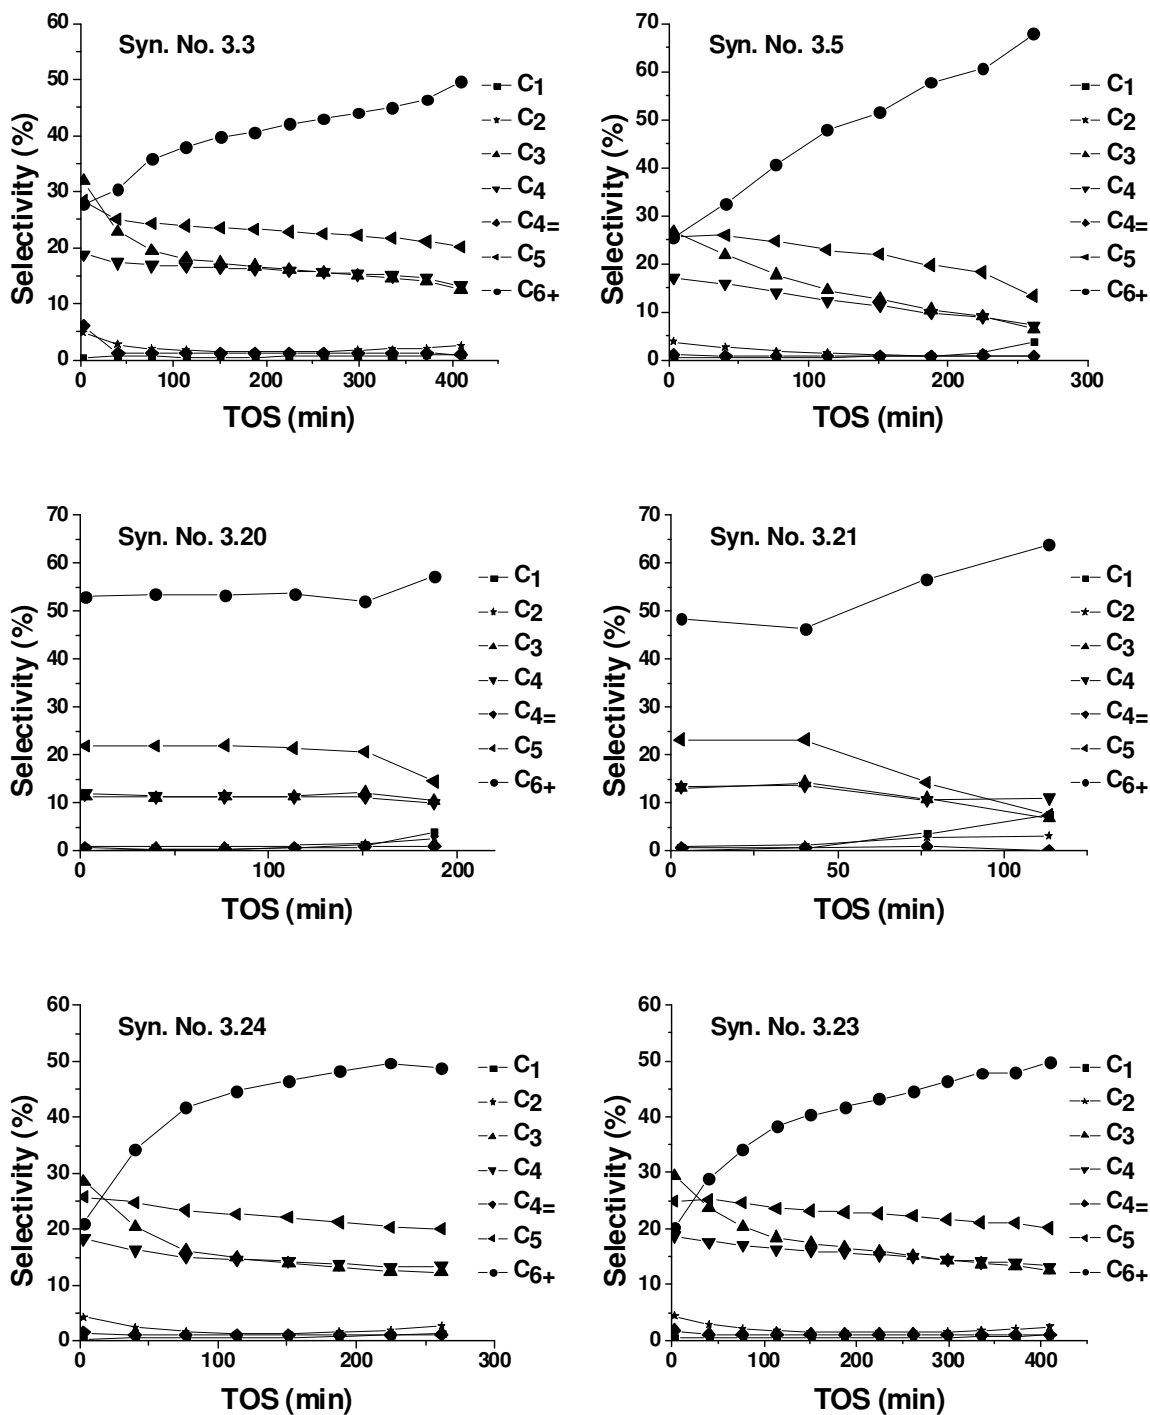 Syn. No. 3.3
Selectivity (%)
60
50
40
30
20
10
0
0 100 200 300 400
TOS (min)
C1
C2
C3
C4
C4=
C5
C6+
Syn. No. 3.5
Selectivity (%)
70
60
50
40
30
20
10
0
0 100 200 300
TOS (min)
C1
C2
C3
C4
C4=
C5
C6+
Syn. No. 3.20
Selectivity (%)
70
60
50
40
30
20
10
0
0 100 200
TOS (min)
C1
C2
C3
C4
C4=
C5
C6+
Syn. No. 3.21
Selectivity (%)
70
60
50
40
30
20
10
0
0 50 100
TOS (min)
C1
C2
C3
C4
C4=
C5
C6+
Syn. No. 3.24
Selectivity (%)
60
50
40
30
20
10
0
0 100 200 300
TOS (min)
C1
C2
C3
C4
C4=
C5
C6+
Syn. No. 3.23
Selectivity (%)
60
50
40
30
20
10
0
0 100 200 300 400
TOS (min)
C1
C2
C3
C4
C4=
C5
C6+